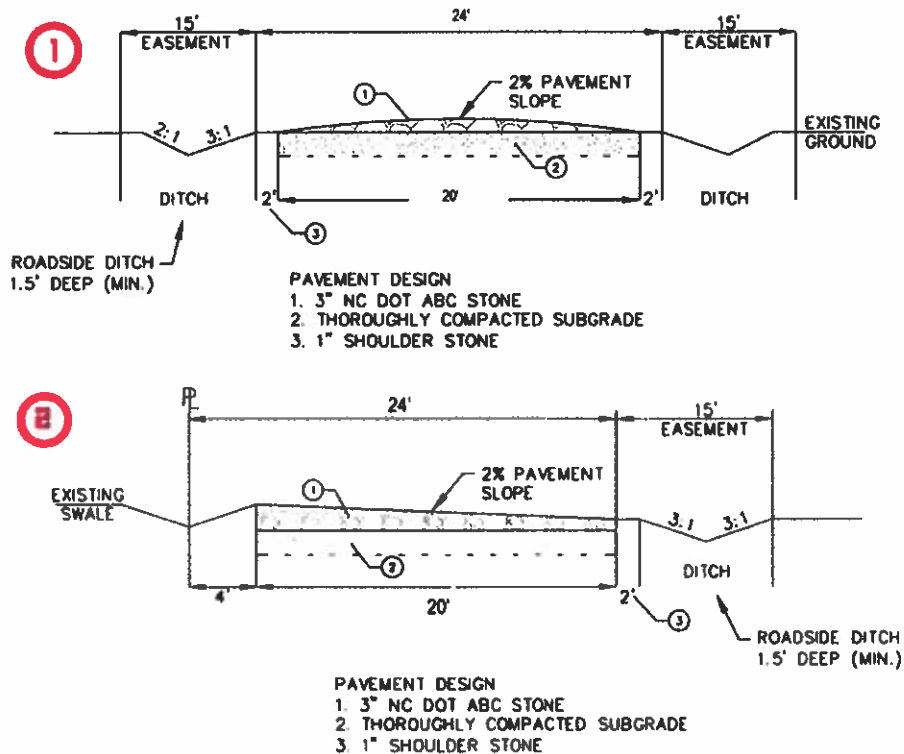 1
15'
EASEMENT
24'
15'
EASEMENT
1
2% PAVEMENT
SLOPE
2:1
3:1
EXISTING
GROUND
2
DITCH
2'
20'
2'
DITCH
3
ROADSIDE DITCH
1.5' DEEP (MIN.)
PAVEMENT DESIGN
1. 3" NC DOT ABC STONE
2. THOROUGHLY COMPACTED SUBGRADE
3. 1" SHOULDER STONE
PL
24'
15'
EASEMENT
EXISTING
SWALE
1
2% PAVEMENT
SLOPE
3:1
3:1
2
DITCH
4'
20'
2'
3
ROADSIDE DITCH
1.5' DEEP (MIN.)
PAVEMENT DESIGN
1. 3" NC DOT ABC STONE
2. THOROUGHLY COMPACTED SUBGRADE
3. 1" SHOULDER STONE